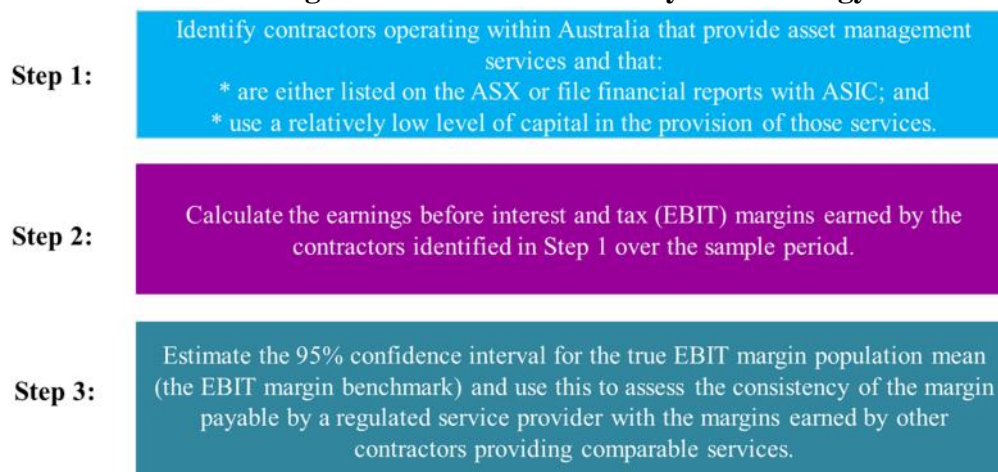 Step 1:
Identify contractors operating within Australia that provide asset management
services and that:
* are either listed on the ASX or file financial reports with ASIC; and
* use a relatively low level of capital in the provision of those services.
Step 2:
Calculate the earnings before interest and tax (EBIT) margins earned by the
contractors identified in Step 1 over the sample period.
Step 3:
Estimate the 95% confidence interval for the true EBIT margin population mean
(the EBIT margin benchmark) and use this to assess the consistency of the margin
payable by a regulated service provider with the margins earned by other
contractors providing comparable services.